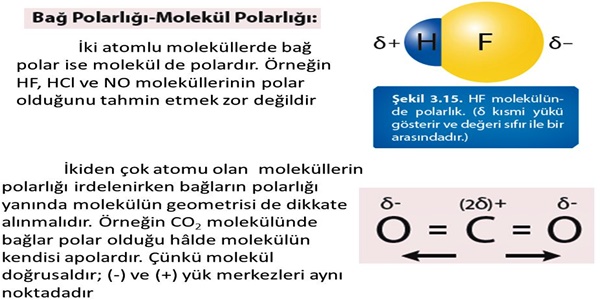 Bağ Polarlığı-Molekül Polarlığı:
İki atomlu moleküllerde bağ
polar ise molekül de polardır. Örneğin
HF, HCl ve NO moleküllerinin polar
olduğunu tahmin etmek zor değildir
δ+ H F δ–
Şekil 3.15. HF molekülün-
de polarlık. (δ kısmi yükü
gösterir ve değeri sıfır ile bir
arasındadır.)
İkiden çok atomu olan moleküllerin
polarlığı irdelenirken bağların polarlığı
yanında molekülün geometrisi de dikkate
alınmalıdır. Örneğin CO₂ molekülünde
bağlar polar olduğu hâlde molekülün
kendisi apolardır. Çünkü molekül
doğrusaldır; (-) ve (+) yük merkezleri aynı
noktadadır
δ- (2δ)+ δ-
O = C = O